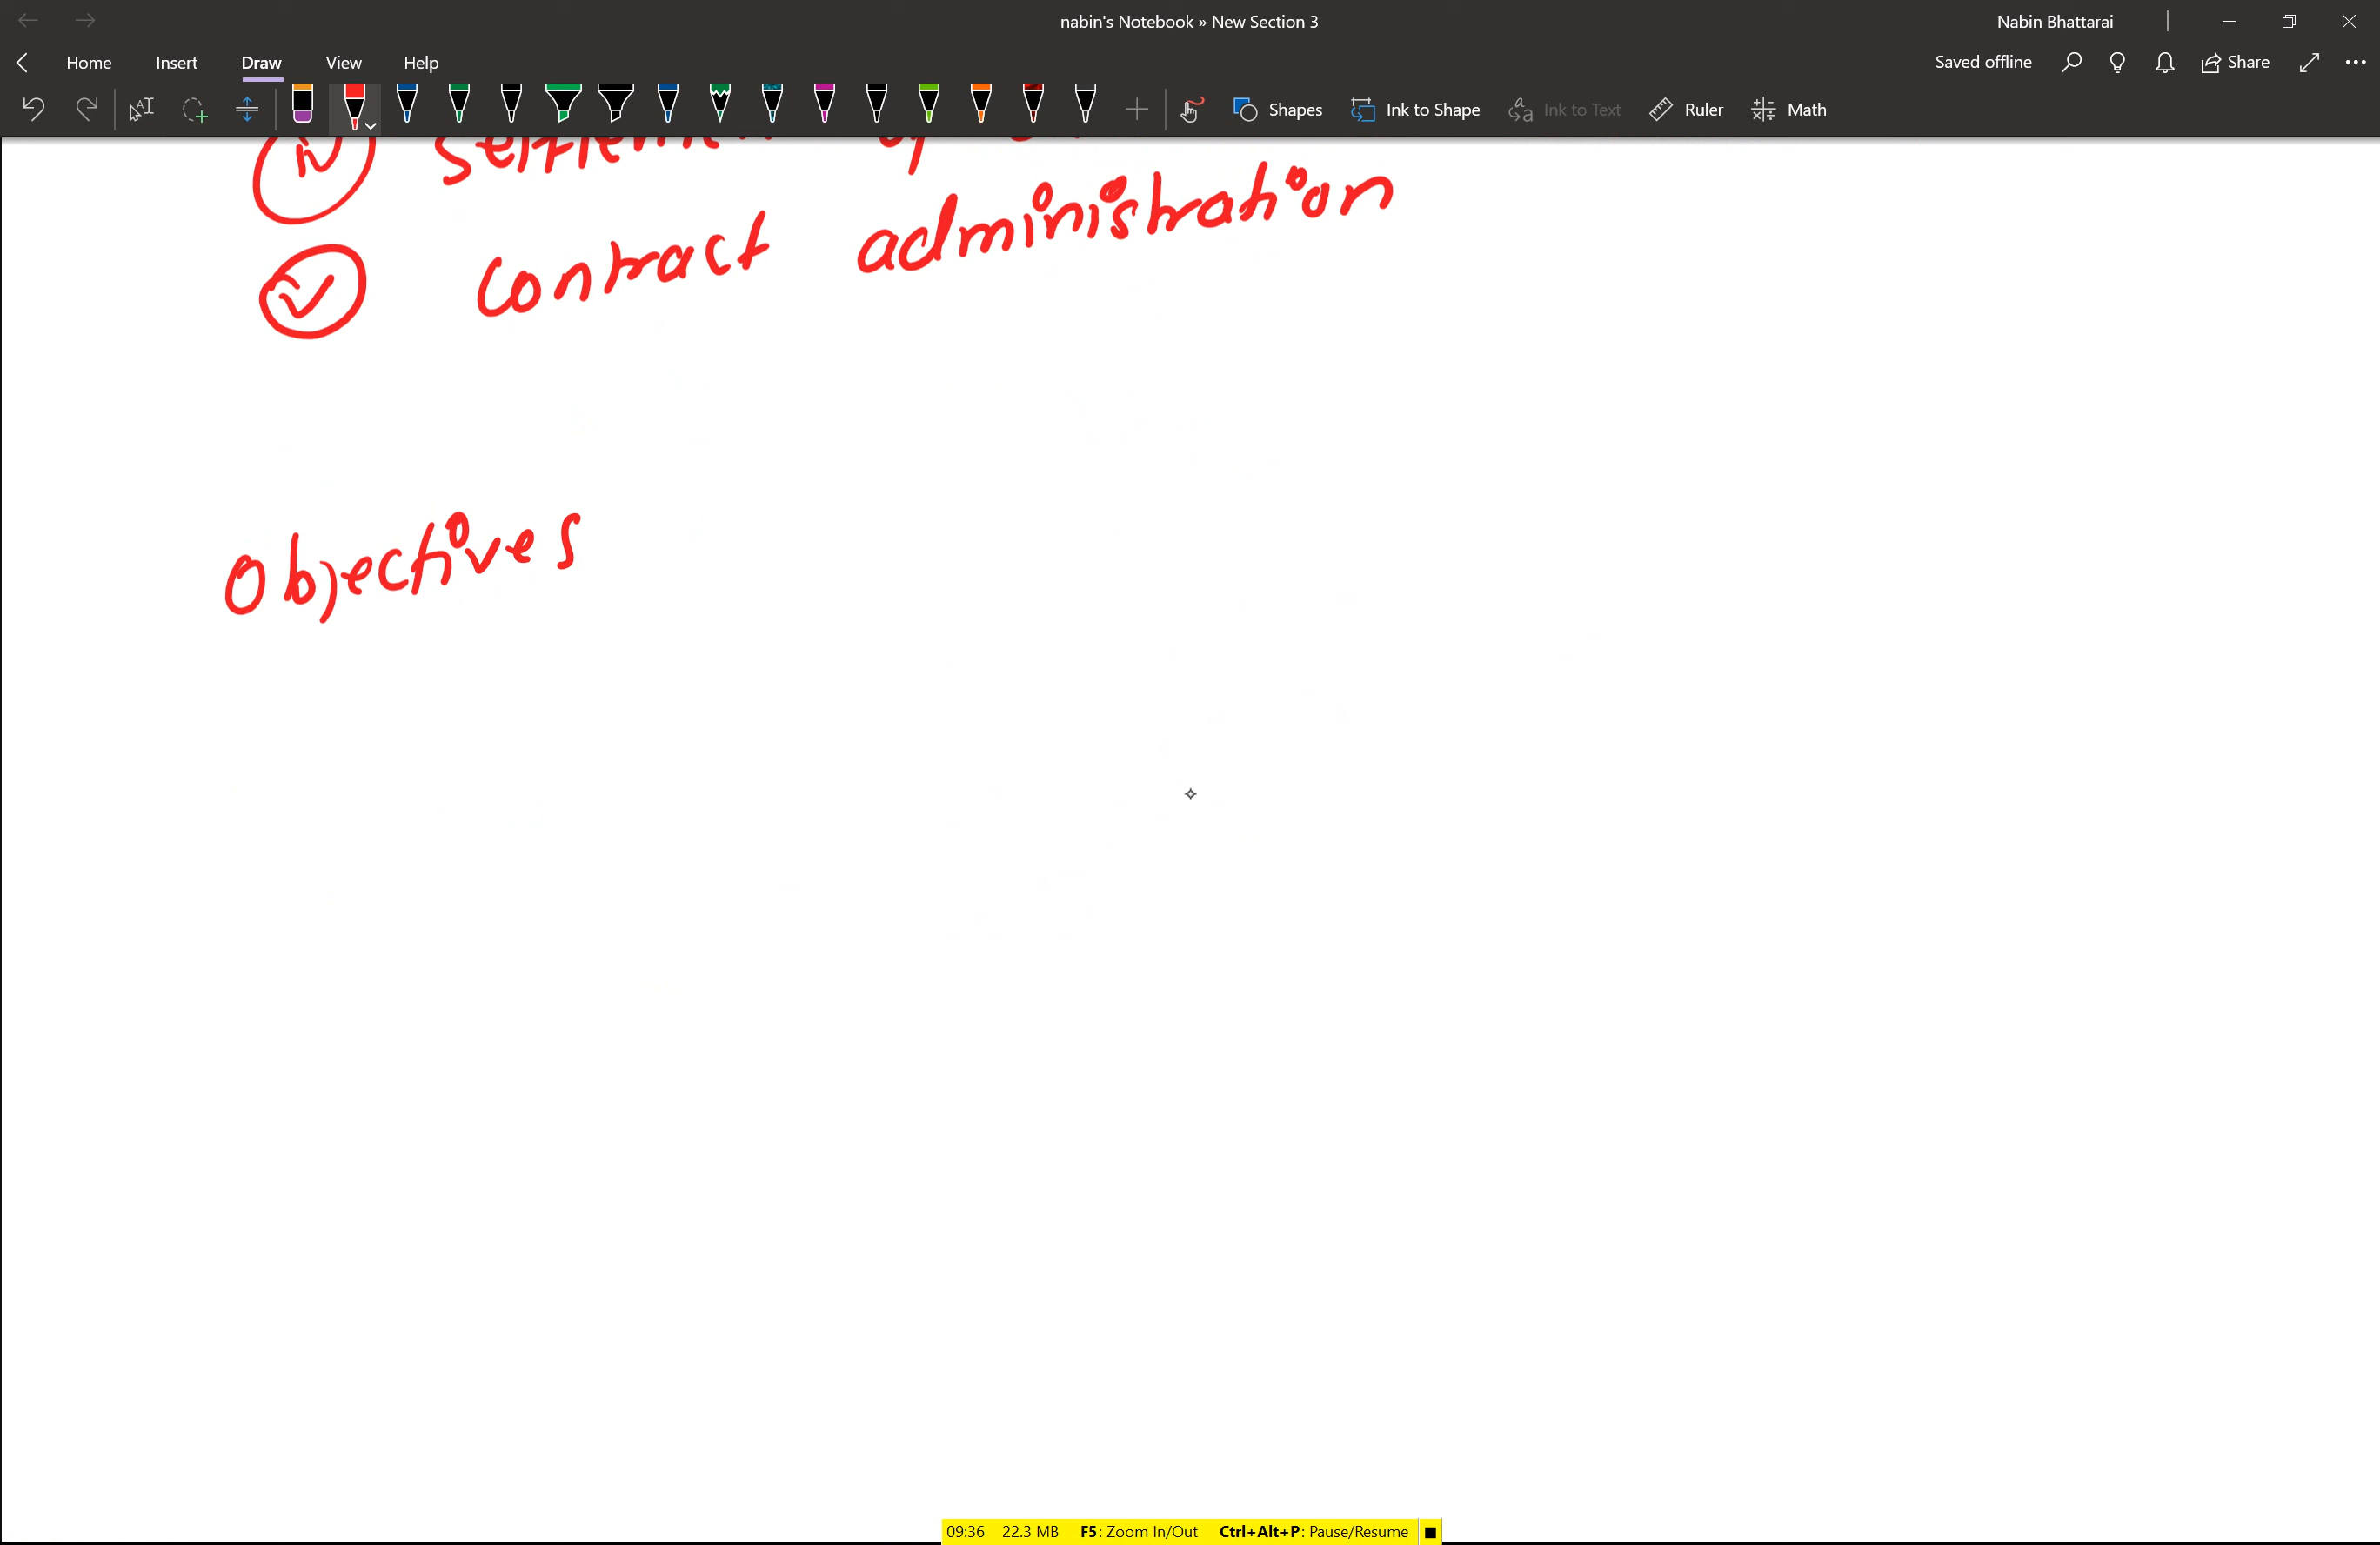 nabin's Notebook » New Section 3
Nabin Bhattarai
Home Insert Draw View Help
Saved offline
Share
Shapes Ink to Shape Ink to Text Ruler Math
contract administration
Objectives
09:36 22.3 MB F5: Zoom In/Out Ctrl+Alt+P: Pause/Resume